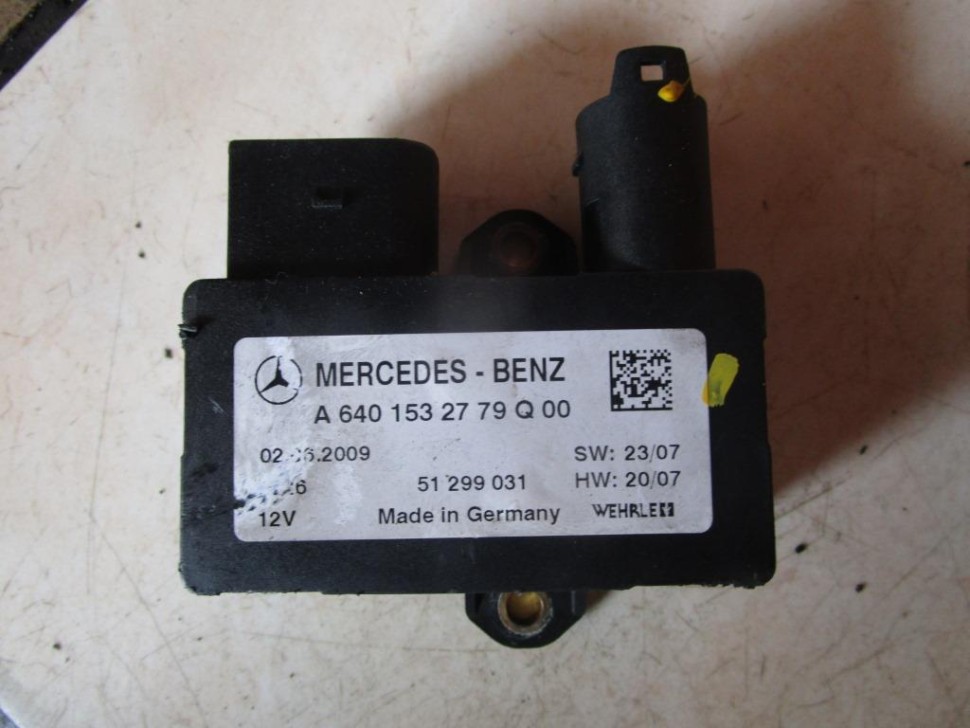 MERCEDES - BENZ
A 640 153 27 79 Q 00
SW: 23/07
51 299 031
HW: 20/07
12V
Made in Germany
WEHRLE